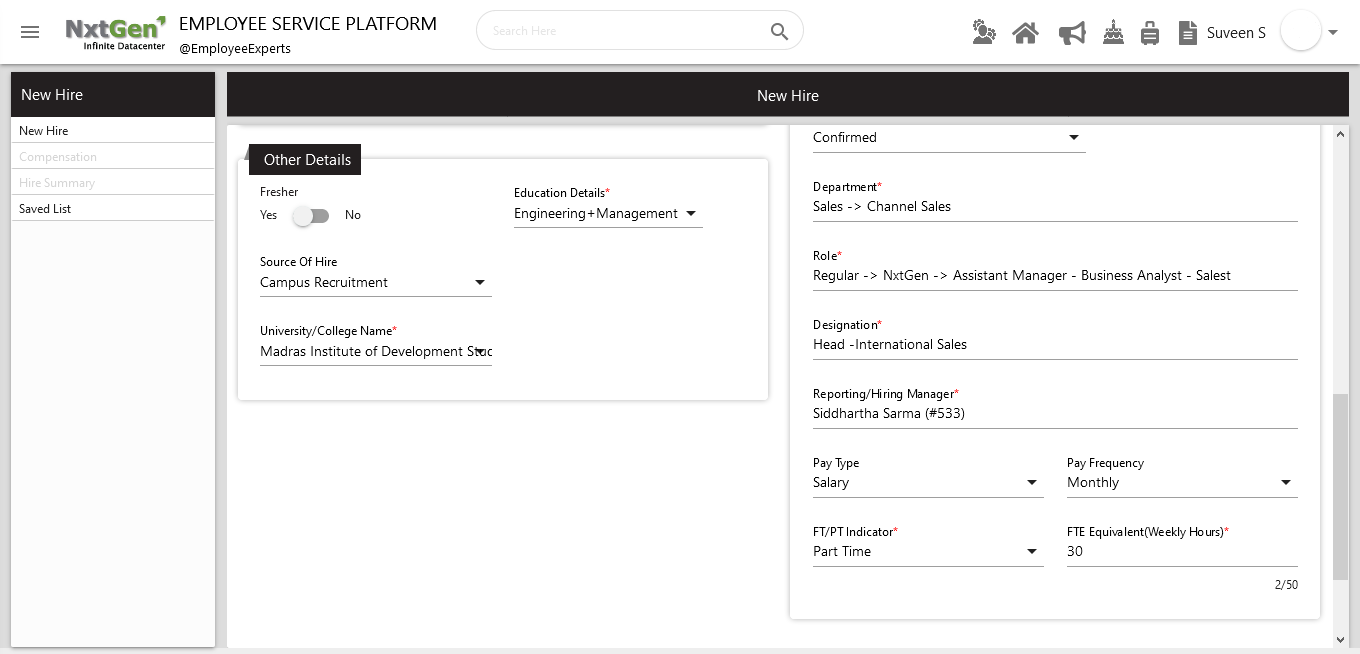 NxtGen
Infinite Datacenter
EMPLOYEE SERVICE PLATFORM
@EmployeeExperts
Search Here
Suveen S
New Hire
New Hire
Compensation
Hire Summary
Saved List
New Hire
Other Details
Fresher
Yes No
Education Details*
Engineering+Management
Source Of Hire
Campus Recruitment
University/College Name*
Madras Institute of Development Stud
Confirmed
Department*
Sales -> Channel Sales
Role*
Regular -> NxtGen -> Assistant Manager - Business Analyst - Salest
Designation*
Head -International Sales
Reporting/Hiring Manager*
Siddhartha Sarma (#533)
Pay Type
Salary
Pay Frequency
Monthly
FT/PT Indicator*
Part Time
FTE Equivalent(Weekly Hours)*
30
2/50